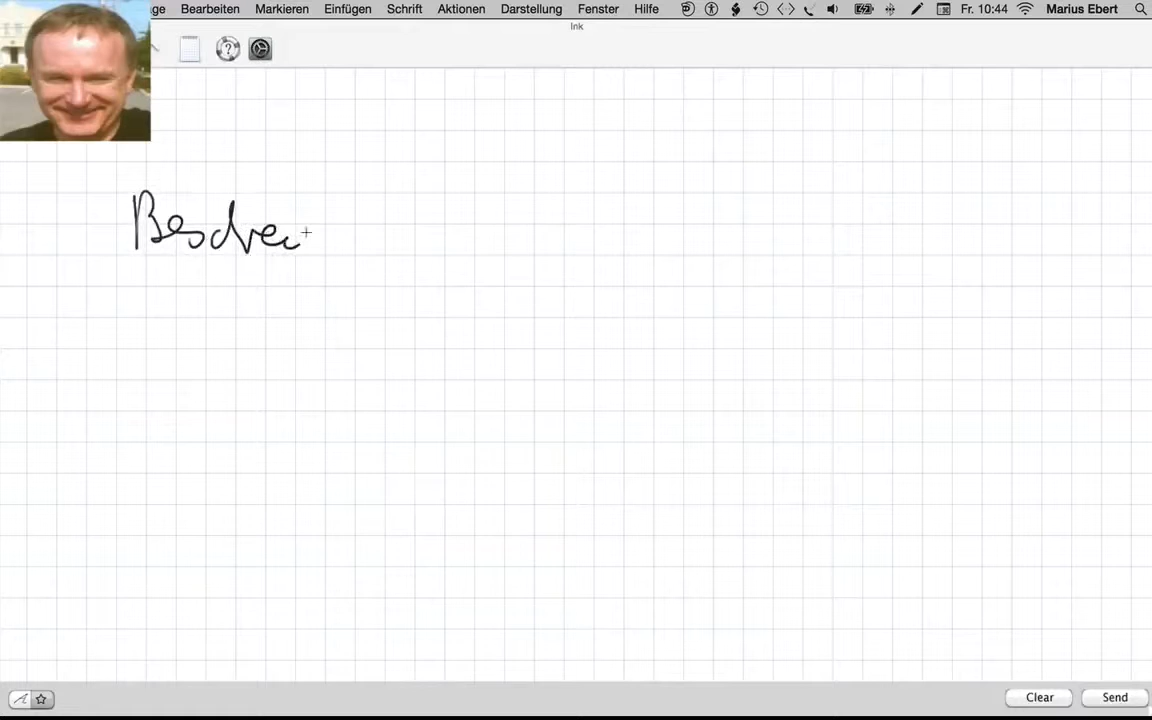 ge Bearbeiten Markieren Einfügen Schrift Aktionen Darstellung Fenster Hilfe Fr. 10:44 Marius Ebert
Ink
Beschrei
Clear Send